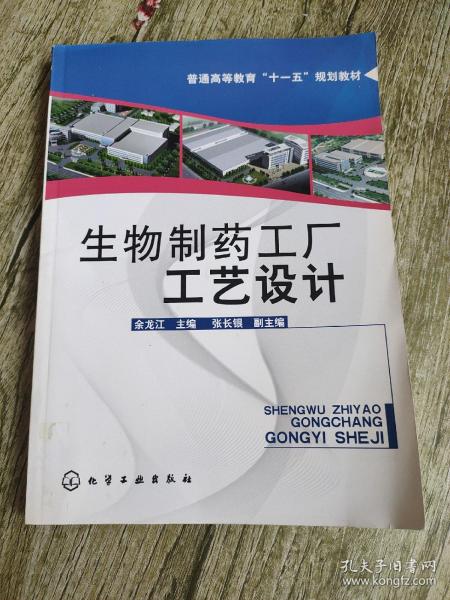 普通高等教育“十一五”规划教材
生物制药工厂
工艺设计
余龙江 主编 张长银 副主编
SHENGWU ZHIYAO
GONGCHANG
GONGYI SHEJI
化学工业出版社
孔夫子旧书网
www.kongfz.com